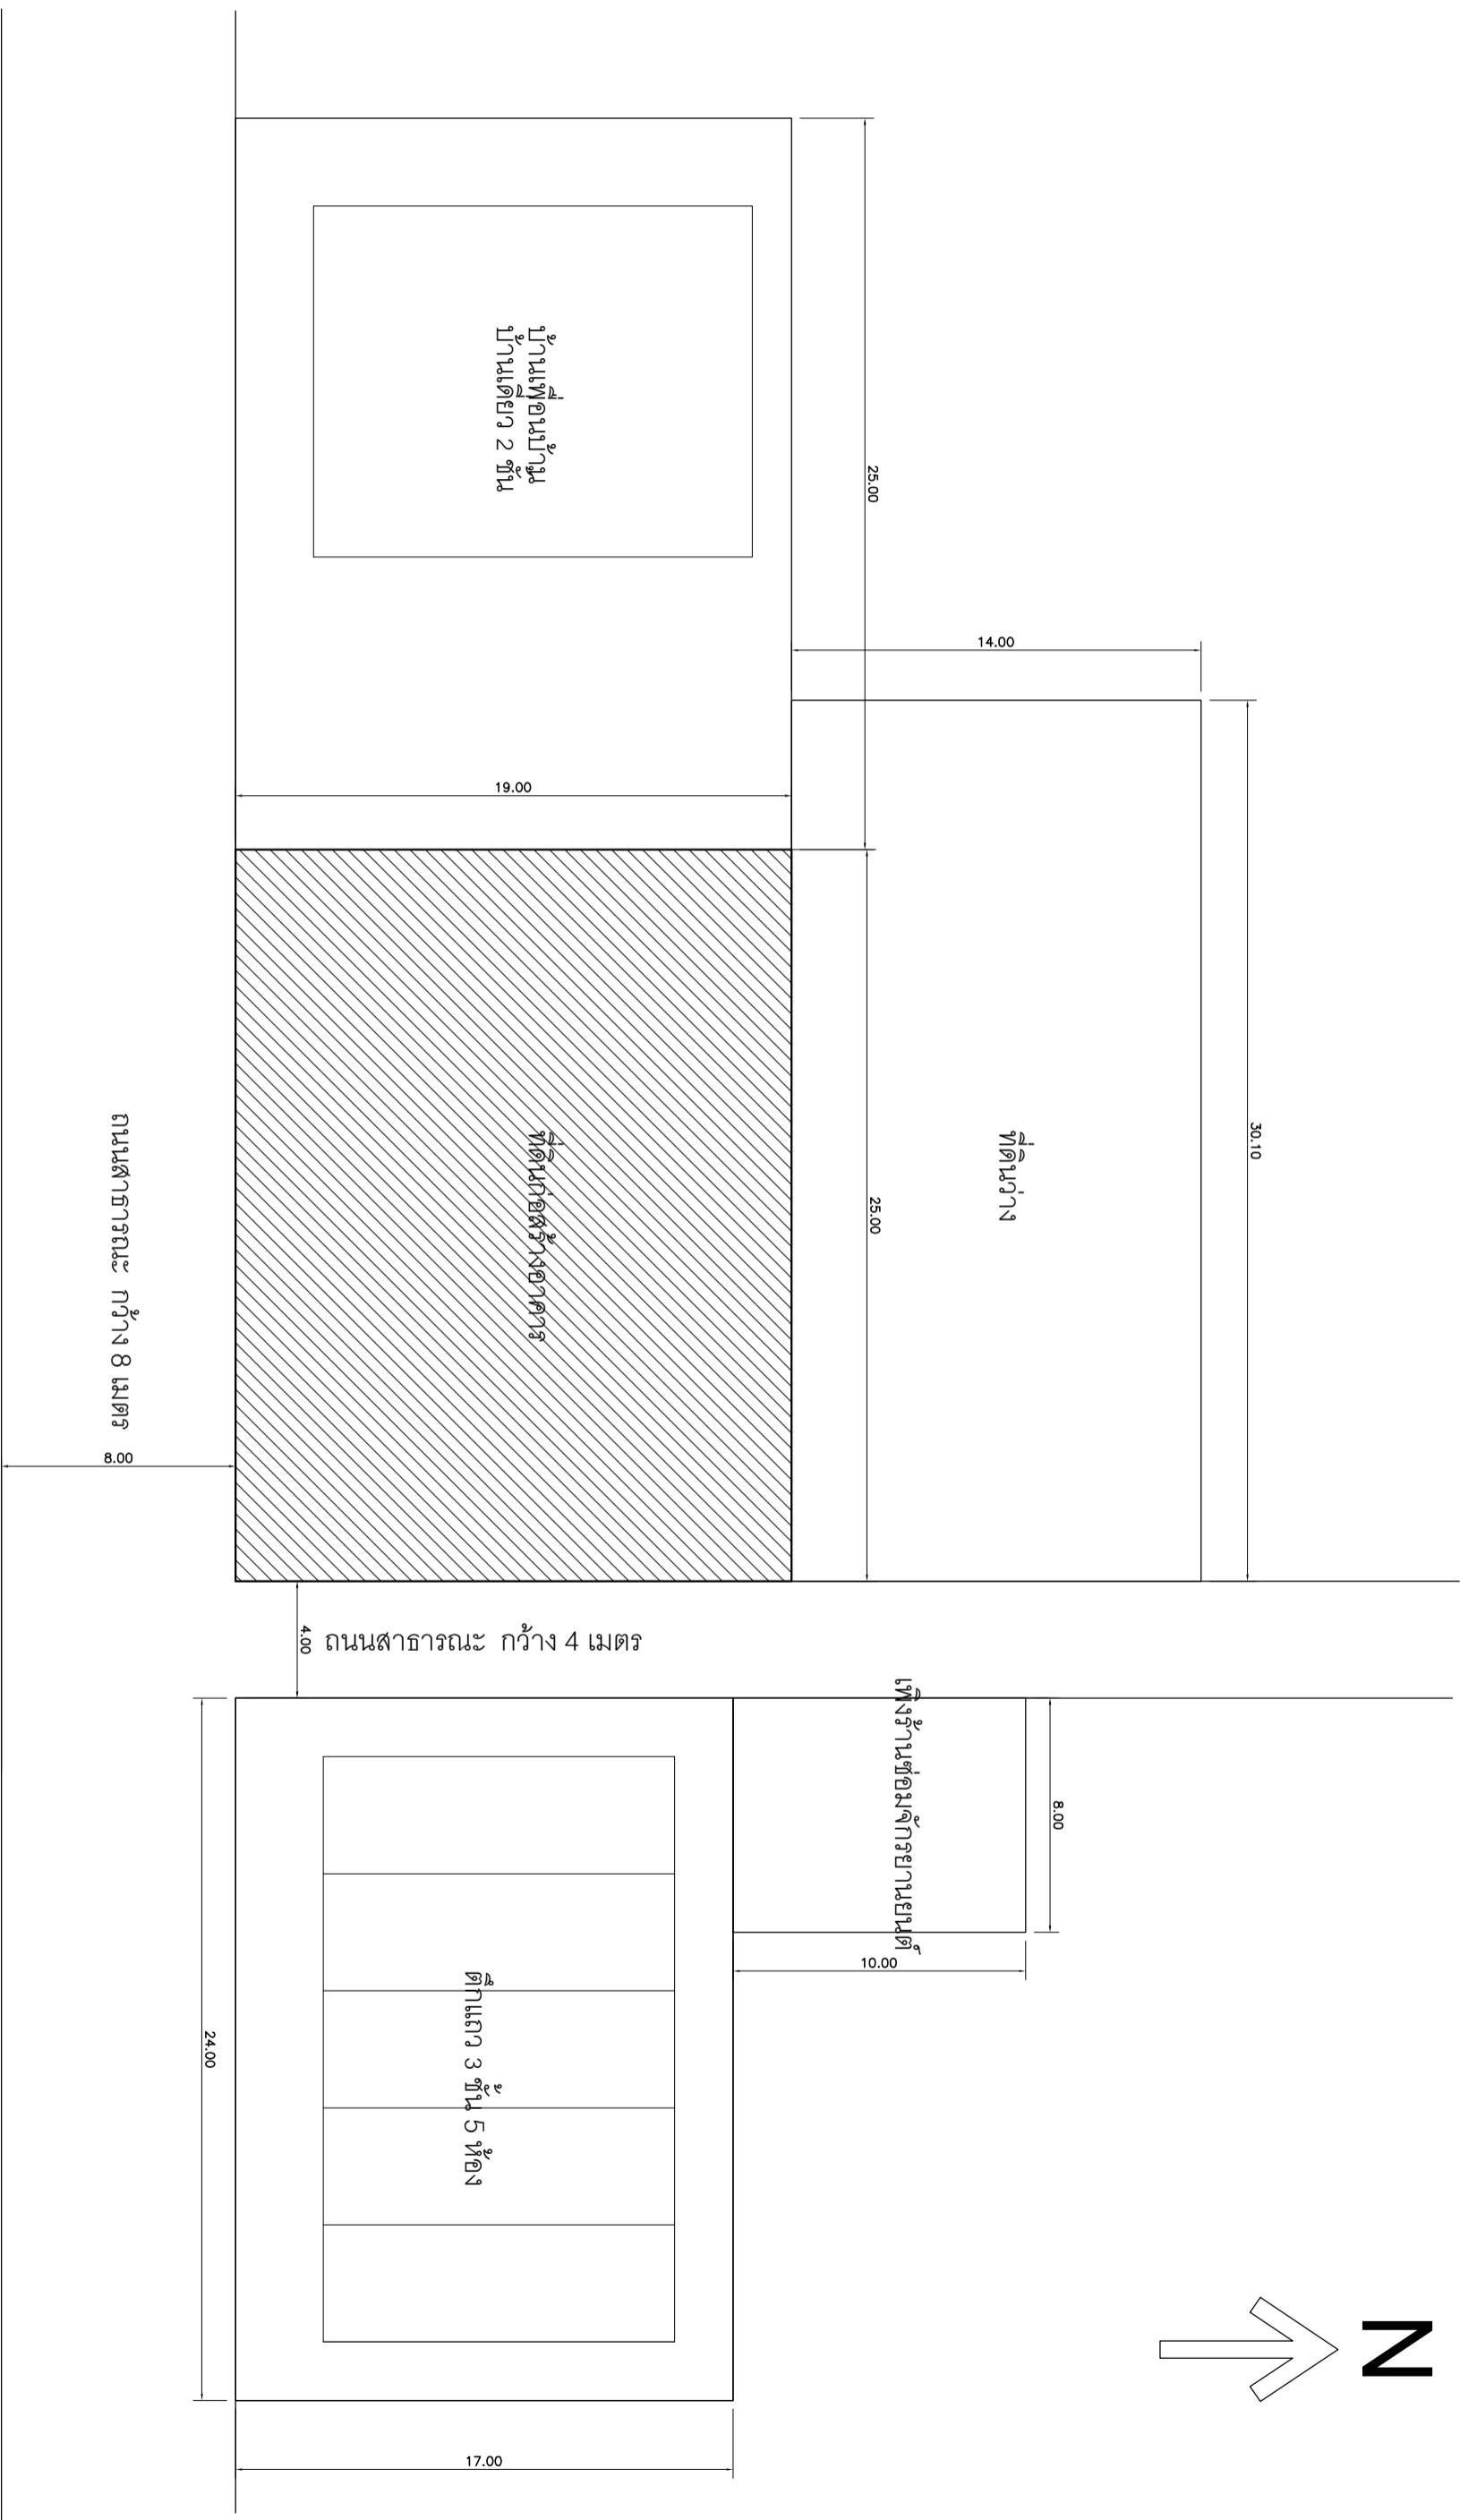 25.00
บ้านเพื่อนบ้าน
บ้านเดี่ยว 2 ชั้น
14.00
19.00
30.10
ที่ดินว่าง
25.00
ที่ดินก่อสร้างอาคาร
ถนนสาธารณะ กว้าง 8 เมตร
8.00
4.00
ถนนสาธารณะ กว้าง 4 เมตร
เพิงร้านซ่อมจักรยานยนต์
8.00
10.00
ตึกแถว 3 ชั้น 5 ห้อง
24.00
17.00
N